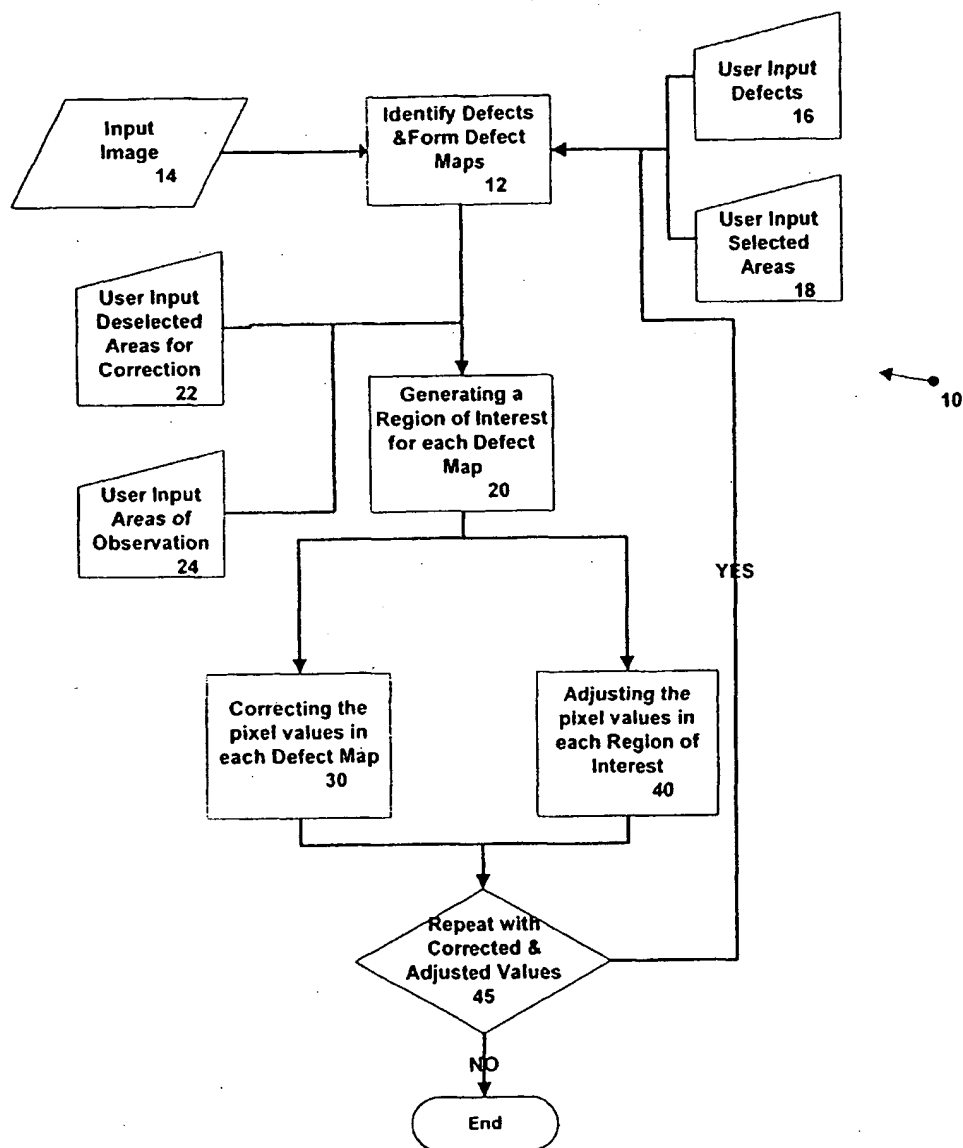 User Input
Defects
16
Input
Image
14
Identify Defects
&Form Defect
Maps
12
User Input
Selected
Areas
18
User Input
Deselected
Areas for
Correction
22
Generating a
Region of Interest
for each Defect
Map
20
10
User Input
Areas of
Observation
24
YES
Correcting the
pixel values in
each Defect Map
30
Adjusting the
pixel values in
each Region of
Interest
40
Repeat with
Corrected &
Adjusted Values
45
NO
End